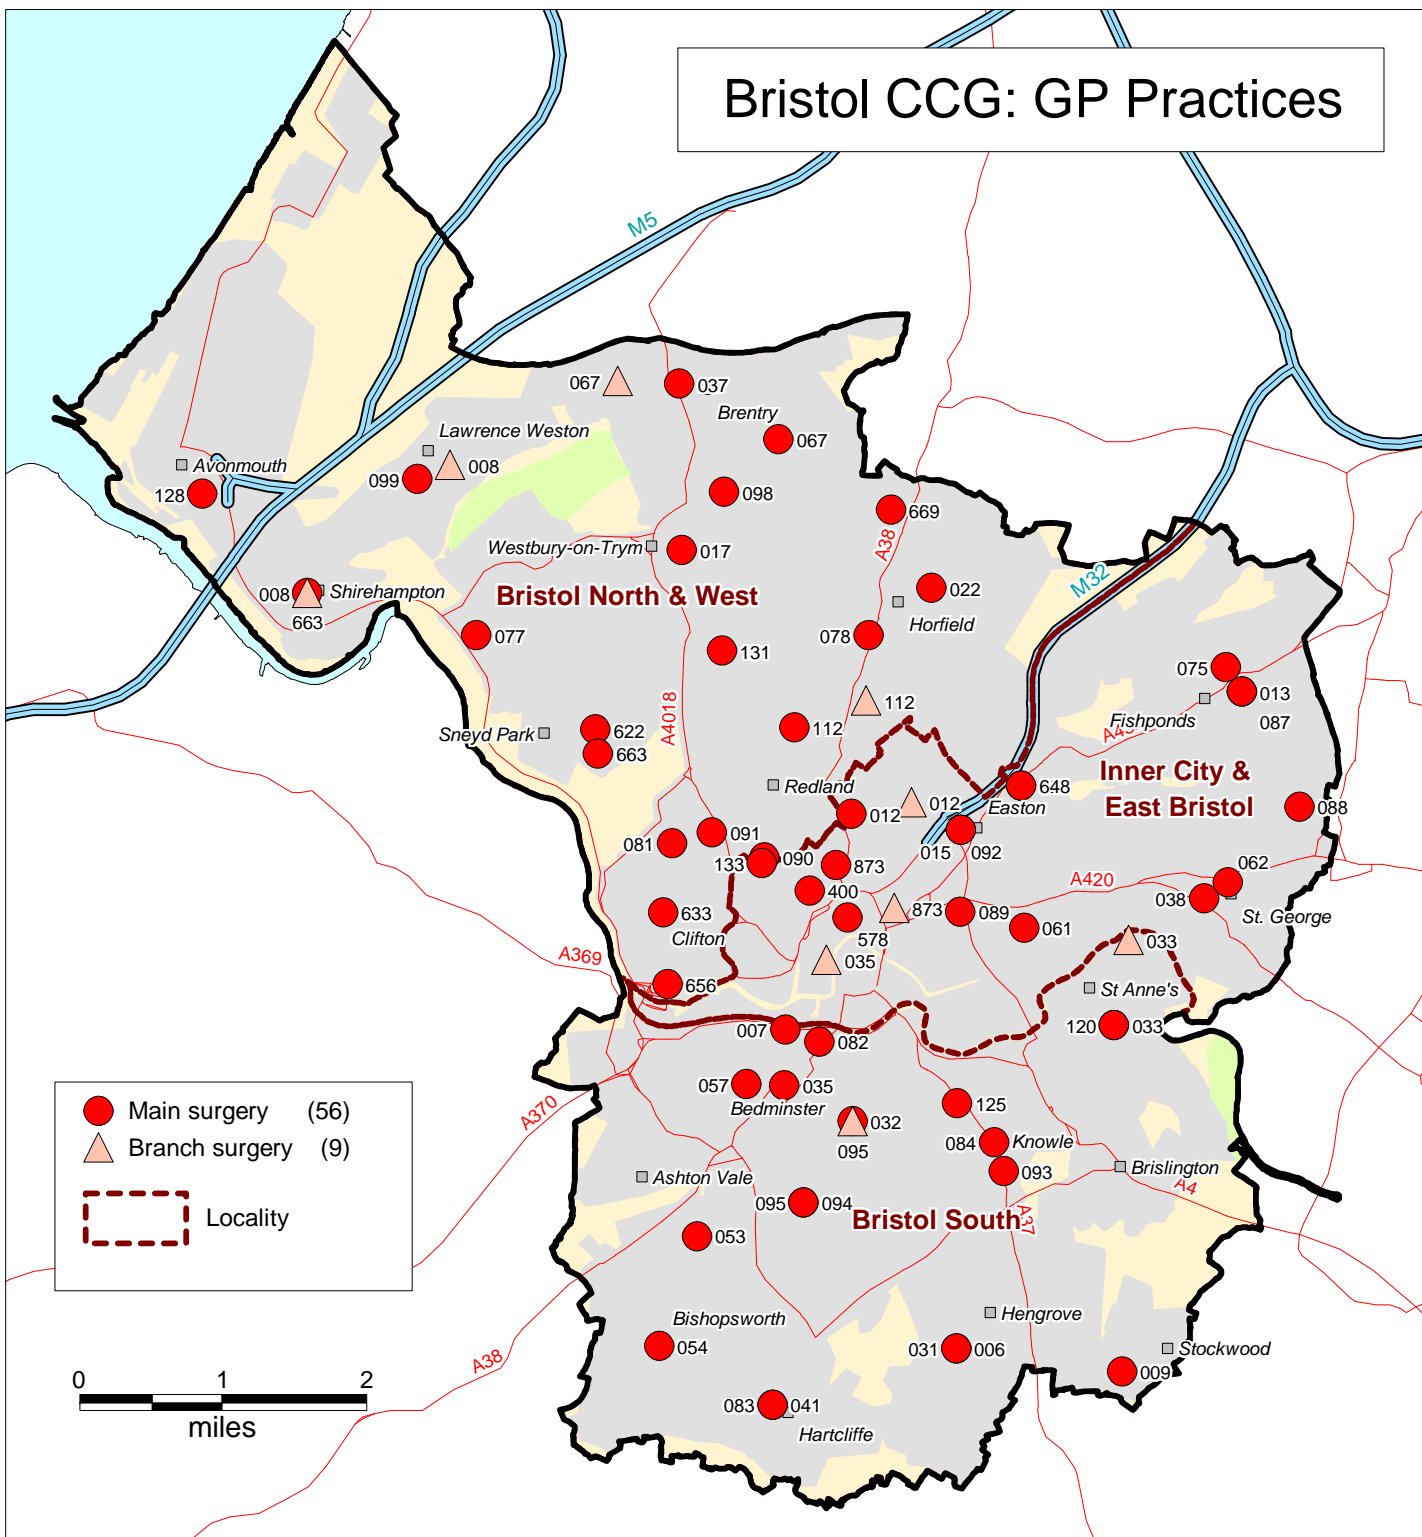 Bristol CCG: GP Practices
M5
067
037
Brentry
067
Lawrence Weston
008
099
Avonmouth
128
098
669
A38
Westbury-on-Trym
017
M32
008
Shirehampton
663
Bristol North & West
022
Horfield
077
078
131
075
013
Fishponds
087
A4018
112
112
Sneyd Park
622
663
Inner City &
East Bristol
648
Redland
012
012
Easton
088
081
091
133
090
015
092
873
062
400
A420
038
St. George
633
873
089
061
Clifton
578
033
A369
035
656
St Anne's
007
082
120
033
057
035
Bedminster
A370
125
032
095
084
Knowle
093
Brislington
A4
Ashton Vale
095
094
Bristol South
A37
053
Main surgery (56)
Branch surgery (9)
Locality
Bishopsworth
Hengrove
054
031
006
Stockwood
009
A38
0 1 2
miles
083
041
Hartcliffe